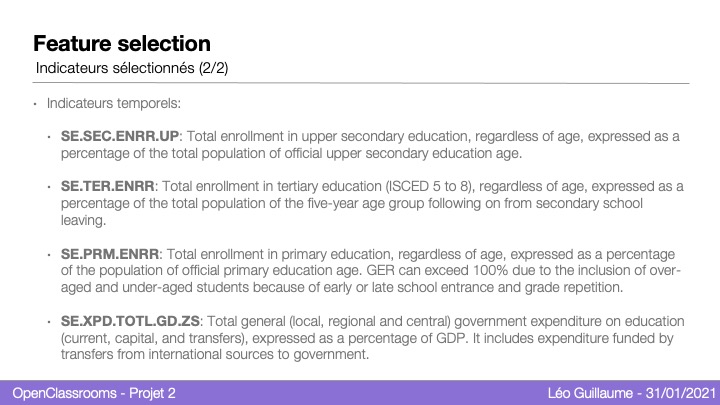 Feature selection
Indicateurs sélectionnés (2/2)
• Indicateurs temporels:
• SE.SEC.ENRR.UP: Total enrollment in upper secondary education, regardless of age, expressed as a
percentage of the total population of official upper secondary education age.
• SE.TER.ENRR: Total enrollment in tertiary education (ISCED 5 to 8), regardless of age, expressed as a
percentage of the total population of the five-year age group following on from secondary school
leaving.
• SE.PRM.ENRR: Total enrollment in primary education, regardless of age, expressed as a percentage
of the population of official primary education age. GER can exceed 100% due to the inclusion of over-
aged and under-aged students because of early or late school entrance and grade repetition.
• SE.XPD.TOTL.GD.ZS: Total general (local, regional and central) government expenditure on education
(current, capital, and transfers), expressed as a percentage of GDP. It includes expenditure funded by
transfers from international sources to government.
OpenClassrooms - Projet 2
Léo Guillaume - 31/01/2021